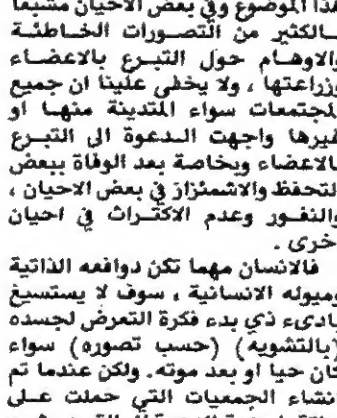 هذا الموضوع وفي بعض الاحيان مشبعا
بالكثير من التصورات الخاطئة
والاوهام حول التبرع بالاعضاء
وزراعتها ، ولا يخفى علينا ان جميع
المجتمعات سواء المتدينة منها او
غيرها واجهت الدعوة الى التبرع
بالاعضاء وبخاصة بعد الوفاة ببعض
التحفظ والاشمئزاز في بعض الاحيان ،
والنفور وعدم الاكتراث في احيان
اخرى .
فالانسان مهما تكن دوافعه الذاتية
وميوله الانسانية ، سوف لا يستسيغ
بادىء ذي بدء فكرة التعرض لجسده
(بالتشويه) (حسب تصوره) سواء
كان حيا او بعد موته. ولكن عندما تم
انشاء الجمعيات التي حملت على